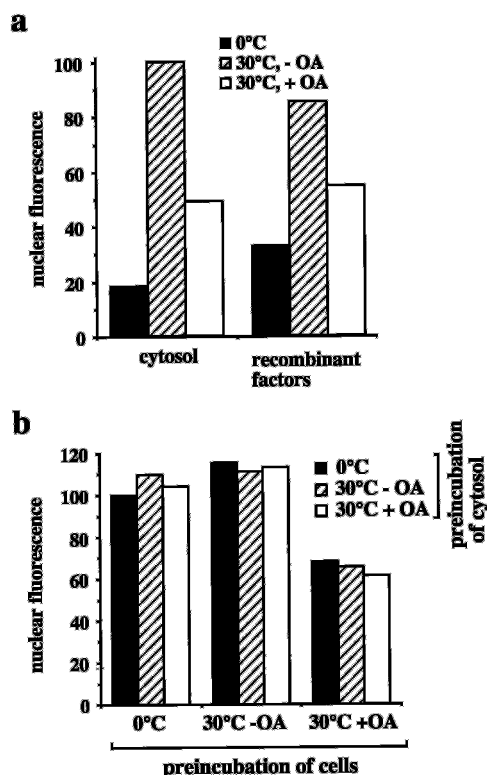 a
0°C
30°C, - OA
30°C, + OA
nuclear fluorescence
100
80
60
40
20
0
cytosol
recombinant
factors
b
0°C
30°C - OA
30°C + OA
preincubation
of cytosol
nuclear fluorescence
120
100
80
60
40
20
0
0°C
30°C -OA
30°C +OA
preincubation of cells